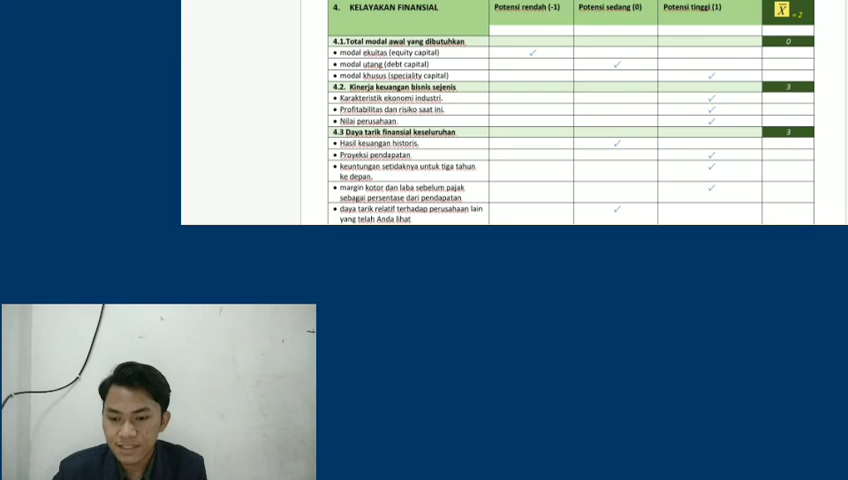 4. KELAYAKAN FINANSIAL Potensi rendah (-1) Potensi sedang (0) Potensi tinggi (1) X = 2
4.1.Total modal awal yang dibutuhkan 0
• modal ekuitas (equity capital) ✓
• modal utang (debt capital) ✓
• modal khusus (speciality capital) ✓
4.2. Kinerja keuangan bisnis sejenis 3
• Karakteristik ekonomi industri. ✓
• Profitabilitas dan risiko saat ini. ✓
• Nilai perusahaan. ✓
4.3 Daya tarik finansial keseluruhan 3
• Hasil keuangan historis. ✓
• Proyeksi pendapatan ✓
• keuntungan setidaknya untuk tiga tahun ✓
ke depan.
• margin kotor dan laba sebelum pajak ✓
sebagai persentase dari pendapatan
• daya tarik relatif terhadap perusahaan lain ✓
yang telah Anda lihat